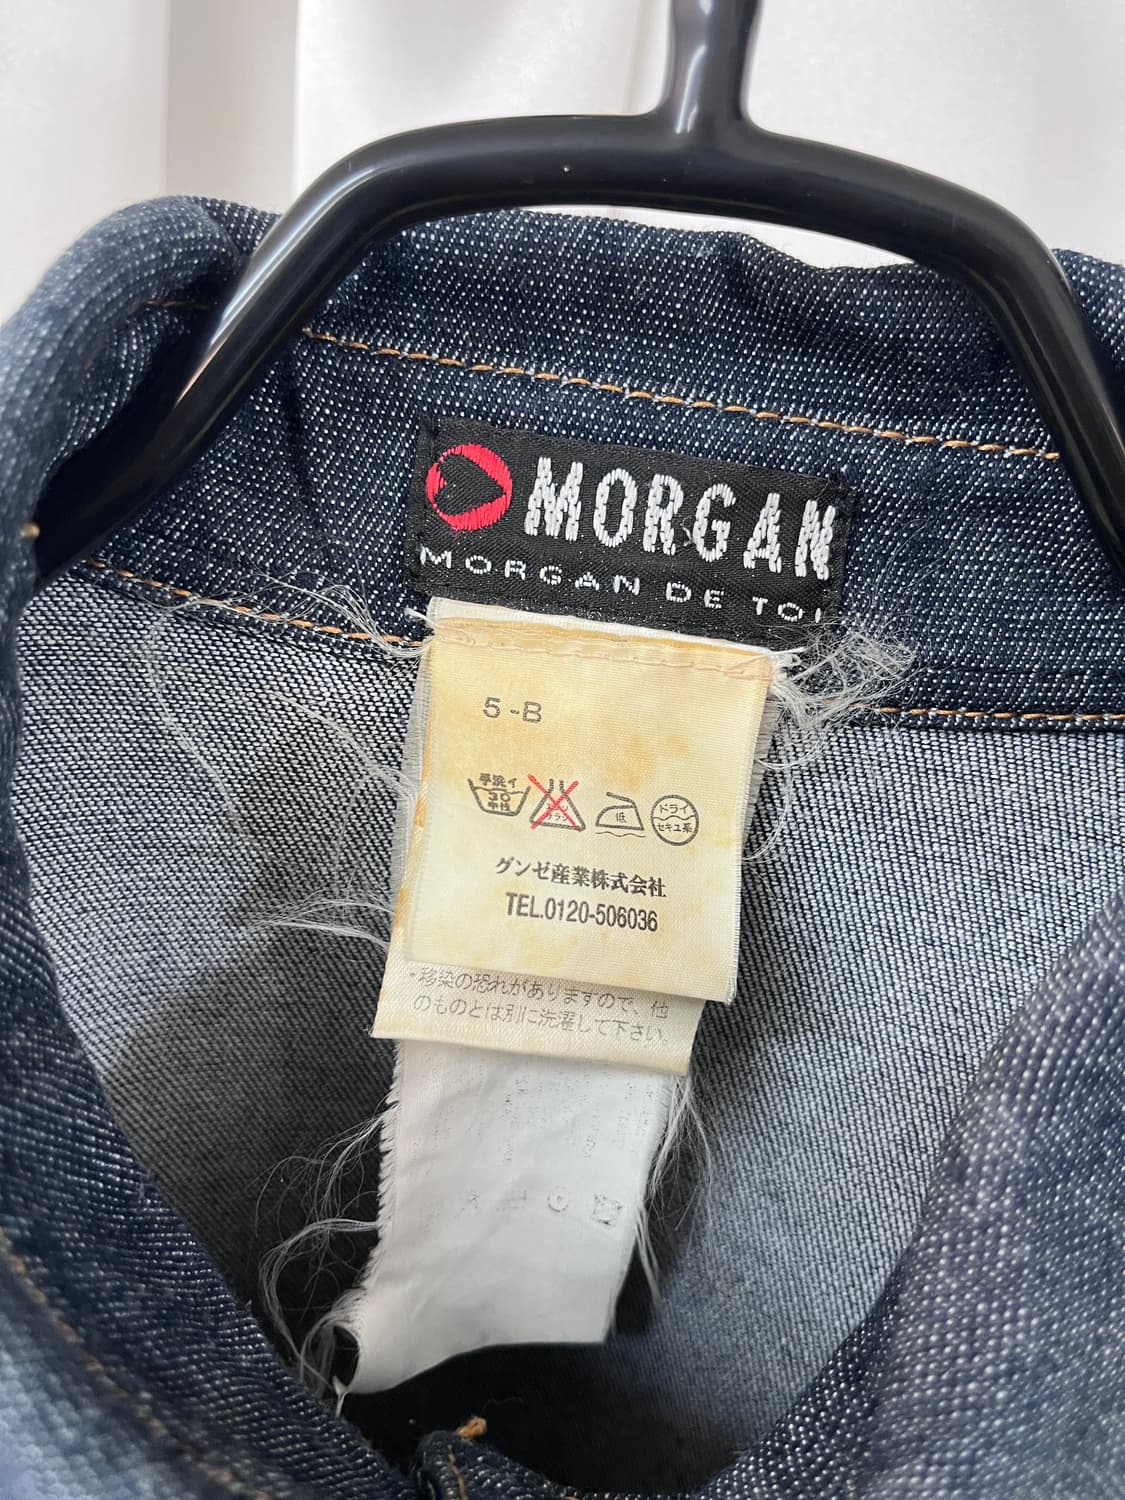 MORGAN
MORGAN DE TOI
5-B
手洗イ
30
中性
エンソ
サラシ
低
ドライ
セキユ系
グンゼ産業株式会社
TEL.0120-506036
・移染の恐れがありますので、他
のものとは別に洗濯して下さい。